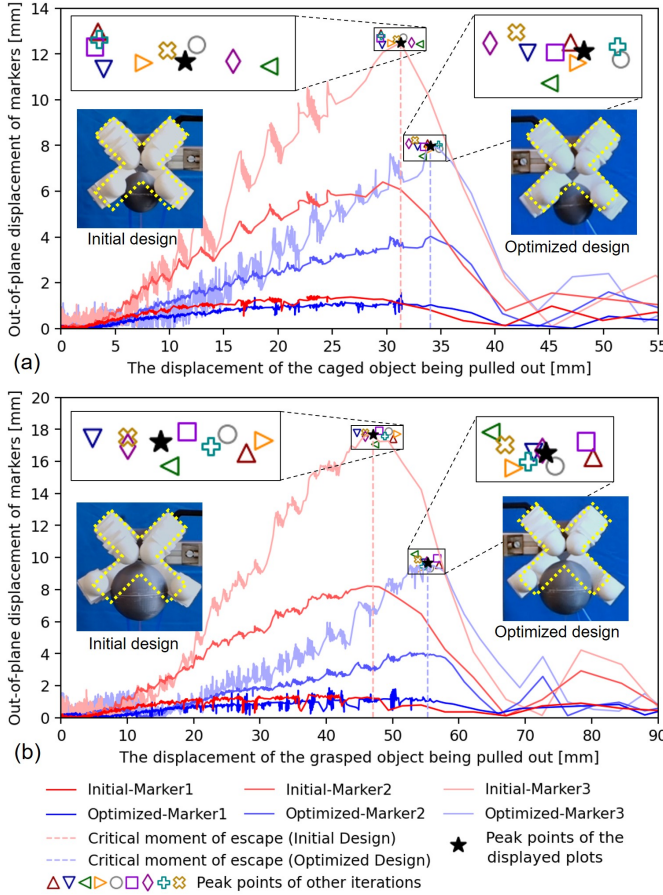 Out-of-plane displacement of markers [mm]
14
12
10
8
6
4
2
0
Initial design
Optimized design
0 5 10 15 20 25 30 35 40 45 50 55
(a)
The displacement of the caged object being pulled out [mm]
Out-of-plane displacement of markers [mm]
20
18
16
14
12
10
8
6
4
2
0
Initial design
Optimized design
0 10 20 30 40 50 60 70 80 90
(b)
The displacement of the grasped object being pulled out [mm]
Initial-Marker1 Initial-Marker2 Initial-Marker3
Optimized-Marker1 Optimized-Marker2 Optimized-Marker3
Critical moment of escape (Initial Design)
Critical moment of escape (Optimized Design)
Peak points of the
displayed plots
Peak points of other iterations